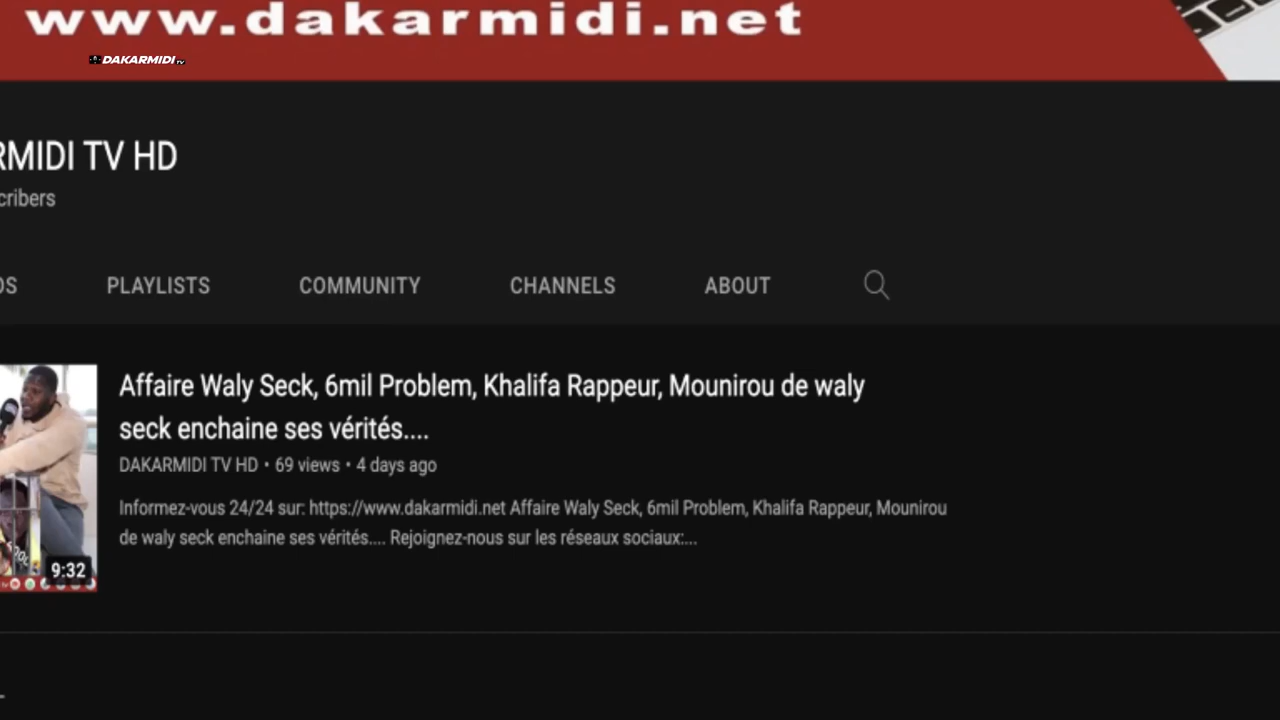 www.dakarmidi.net
DAKARMIDI TV
RMIDI TV HD
cribers
OS
PLAYLISTS
COMMUNITY
CHANNELS
ABOUT
Affaire Waly Seck, 6mil Problem, Khalifa Rappeur, Mounirou de waly
seck enchaine ses vérités....
DAKARMIDI TV HD • 69 views • 4 days ago
Informez-vous 24/24 sur: https://www.dakarmidi.net Affaire Waly Seck, 6mil Problem, Khalifa Rappeur, Mounirou
de waly seck enchaine ses vérités.... Rejoignez-nous sur les réseaux sociaux:...
9:32